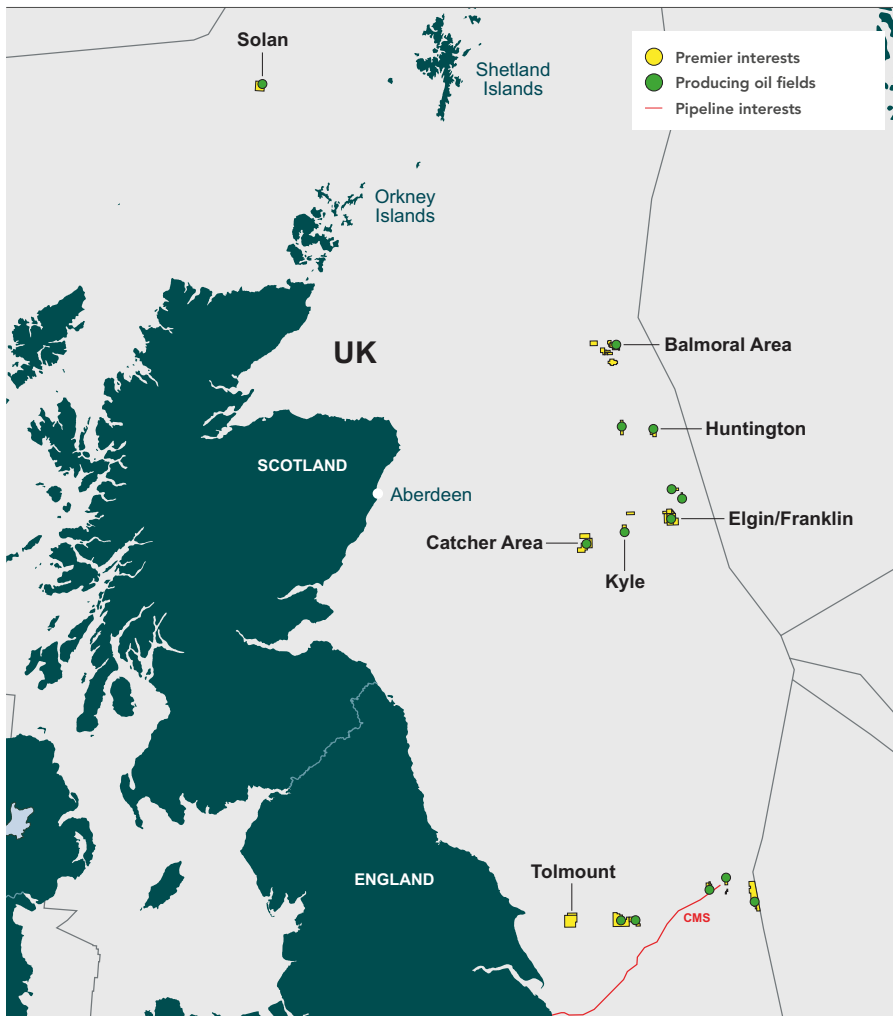 Solan
Shetland
Islands
Premier interests
Producing oil fields
Pipeline interests
Orkney
Islands
UK
Balmoral Area
Huntington
SCOTLAND
Aberdeen
Elgin/Franklin
Catcher Area
Kyle
Tolmount
ENGLAND
CMS